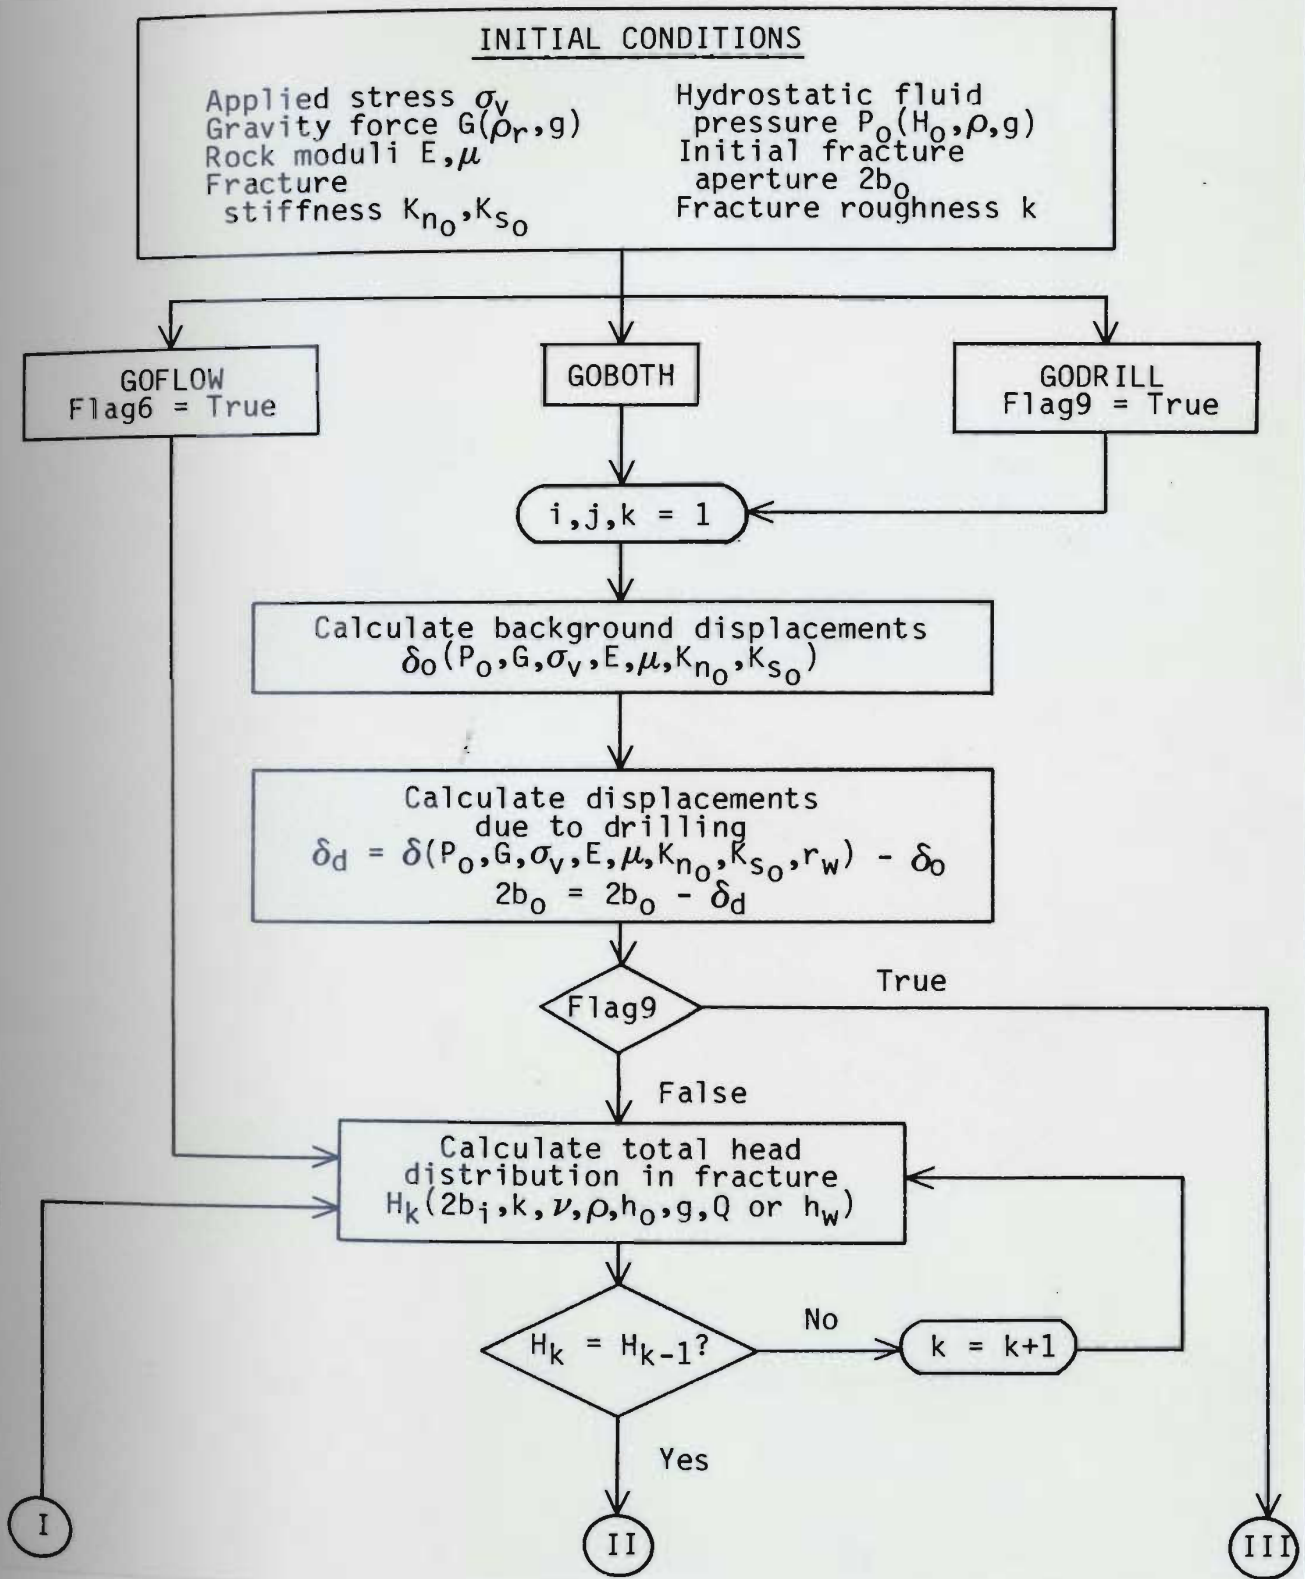 INITIAL CONDITIONS
Applied stress σv
Gravity force G(ρr,g)
Rock moduli E,μ
Fracture
stiffness Kno,Kso
Hydrostatic fluid
pressure Po(Ho,ρ,g)
Initial fracture
aperture 2bo
Fracture roughness k
GOFLOW
Flag6 = True
GOBOTH
GODRILL
Flag9 = True
i,j,k = 1
Calculate background displacements
δo(Po,G,σv,E,μ,Kno,Kso)
Calculate displacements
due to drilling
δd = δ(Po,G,σv,E,μ,Kno,Kso,rw) - δo
2bo = 2bo - δd
Flag9
True
False
Calculate total head
distribution in fracture
Hk(2bi,k,ν,ρ,ho,g,Q or hw)
Hk = Hk-1?
No
k = k+1
Yes
I
II
III